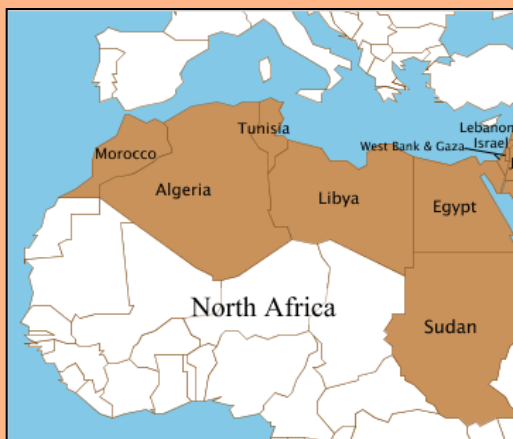 Tunisia
Lebanon
Israel
West Bank & Gaza
Morocco
Algeria
Libya
Egypt
North Africa
Sudan